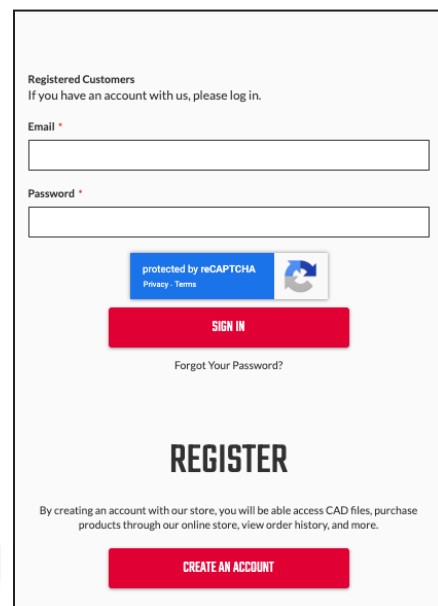 Registered Customers
If you have an account with us, please log in.
Email *
Password *
protected by reCAPTCHA
Privacy - Terms
SIGN IN
Forgot Your Password?
REGISTER
By creating an account with our store, you will be able access CAD files, purchase
products through our online store, view order history, and more.
CREATE AN ACCOUNT